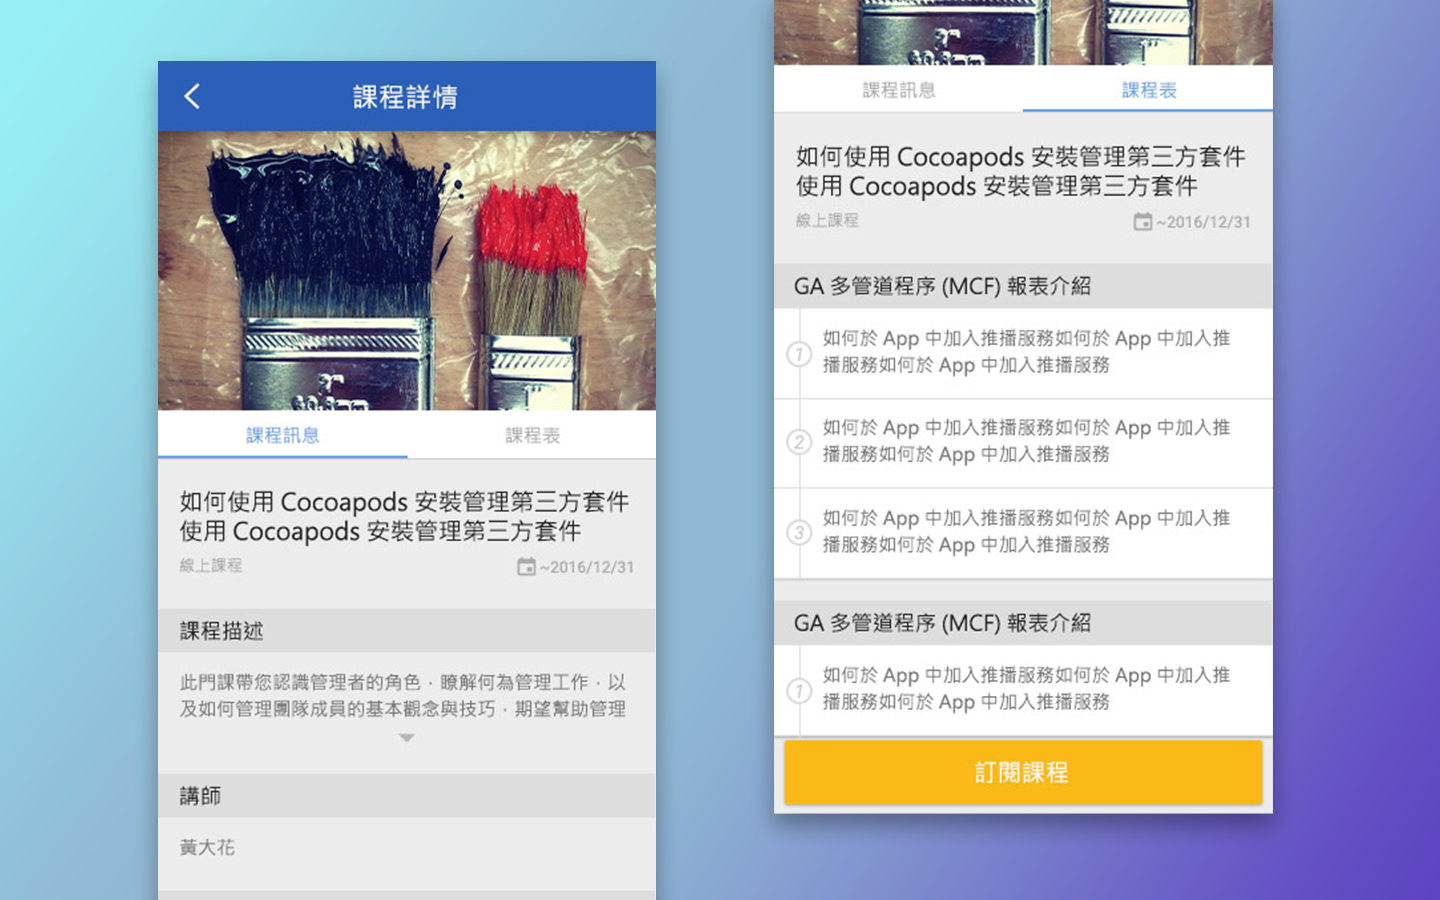 課程詳情
課程訊息
課程表
如何使用 Cocoapods 安裝管理第三方套件
使用 Cocoapods 安裝管理第三方套件
線上課程
~2016/12/31
課程描述
此門課帶您認識管理者的角色，瞭解何為管理工作，以
及如何管理團隊成員的基本觀念與技巧，期望幫助管理
講師
黃大花
課程訊息
課程表
如何使用 Cocoapods 安裝管理第三方套件
使用 Cocoapods 安裝管理第三方套件
線上課程
~2016/12/31
GA 多管道程序 (MCF) 報表介紹
1
如何於 App 中加入推播服務如何於 App 中加入推
播服務如何於 App 中加入推播服務
2
如何於 App 中加入推播服務如何於 App 中加入推
播服務如何於 App 中加入推播服務
3
如何於 App 中加入推播服務如何於 App 中加入推
播服務如何於 App 中加入推播服務
GA 多管道程序 (MCF) 報表介紹
1
如何於 App 中加入推播服務如何於 App 中加入推
播服務如何於 App 中加入推播服務
訂閱課程